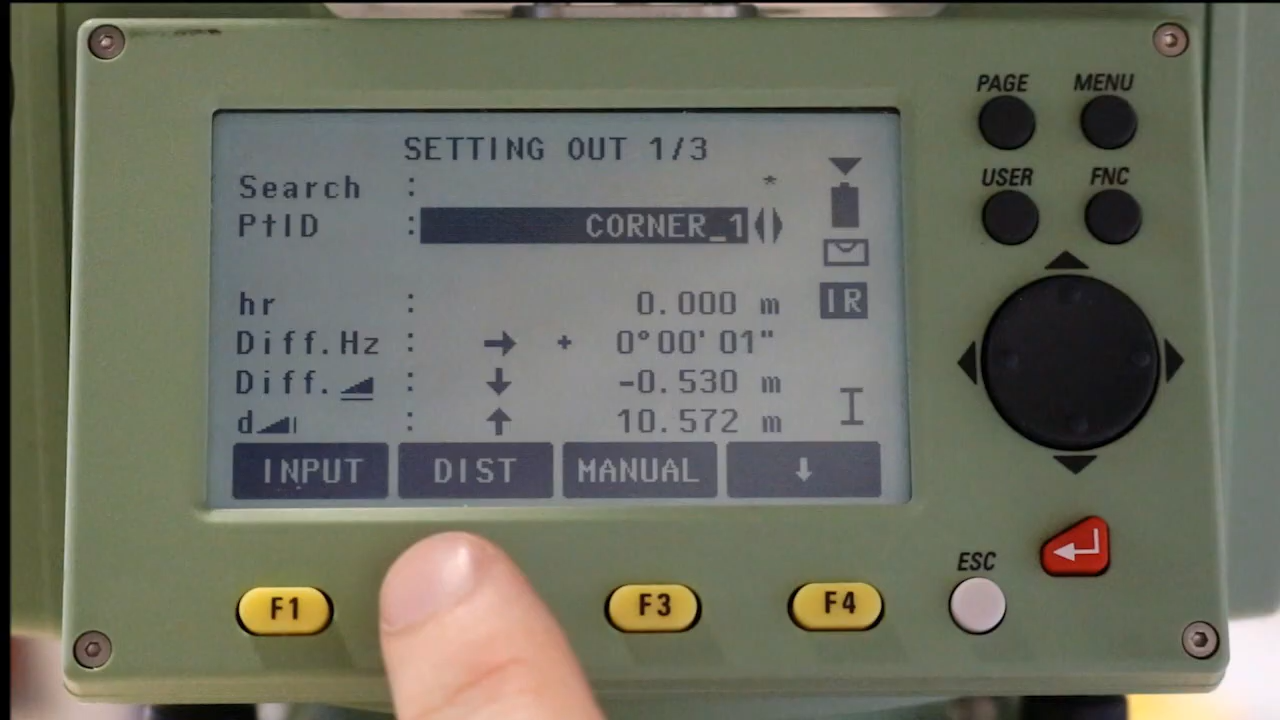 PAGE MENU
SETTING OUT 1/3
Search : *
USER FNC
PtID : CORNER_1
hr : 0.000 m
IR
Diff.Hz : → + 0°00' 01"
Diff. : ↓ -0.530 m
d : ↑ 10.572 m
INPUT DIST MANUAL ↓
ESC
F1 F3 F4